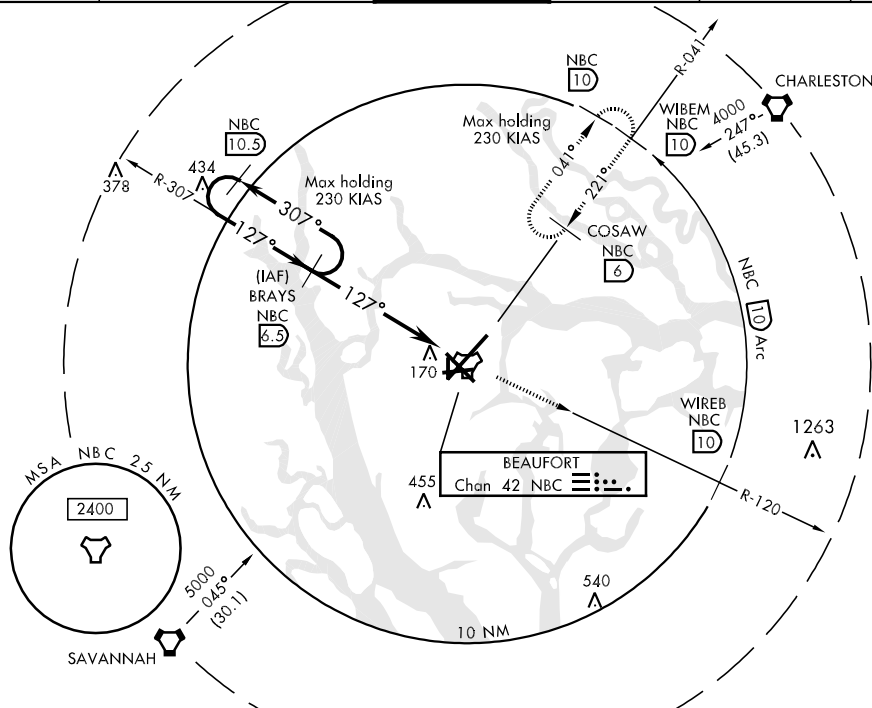 NBC
10
R-041
CHARLESTON
WIBEM
NBC
10
4000
247°
(45.3)
Max holding
230 KIAS
041°
221°
NBC
10.5
434
378
R-307
Max holding
230 KIAS
307°
127°
COSAW
NBC
6
(IAF)
BRAYS
NBC
6.5
127°
NBC 10 Arc
170
WIREB
NBC
10
1263
BEAUFORT
Chan 42 NBC
455
R-120
MSA NBC 25 NM
2400
5000
045°
(30.1)
540
10 NM
SAVANNAH